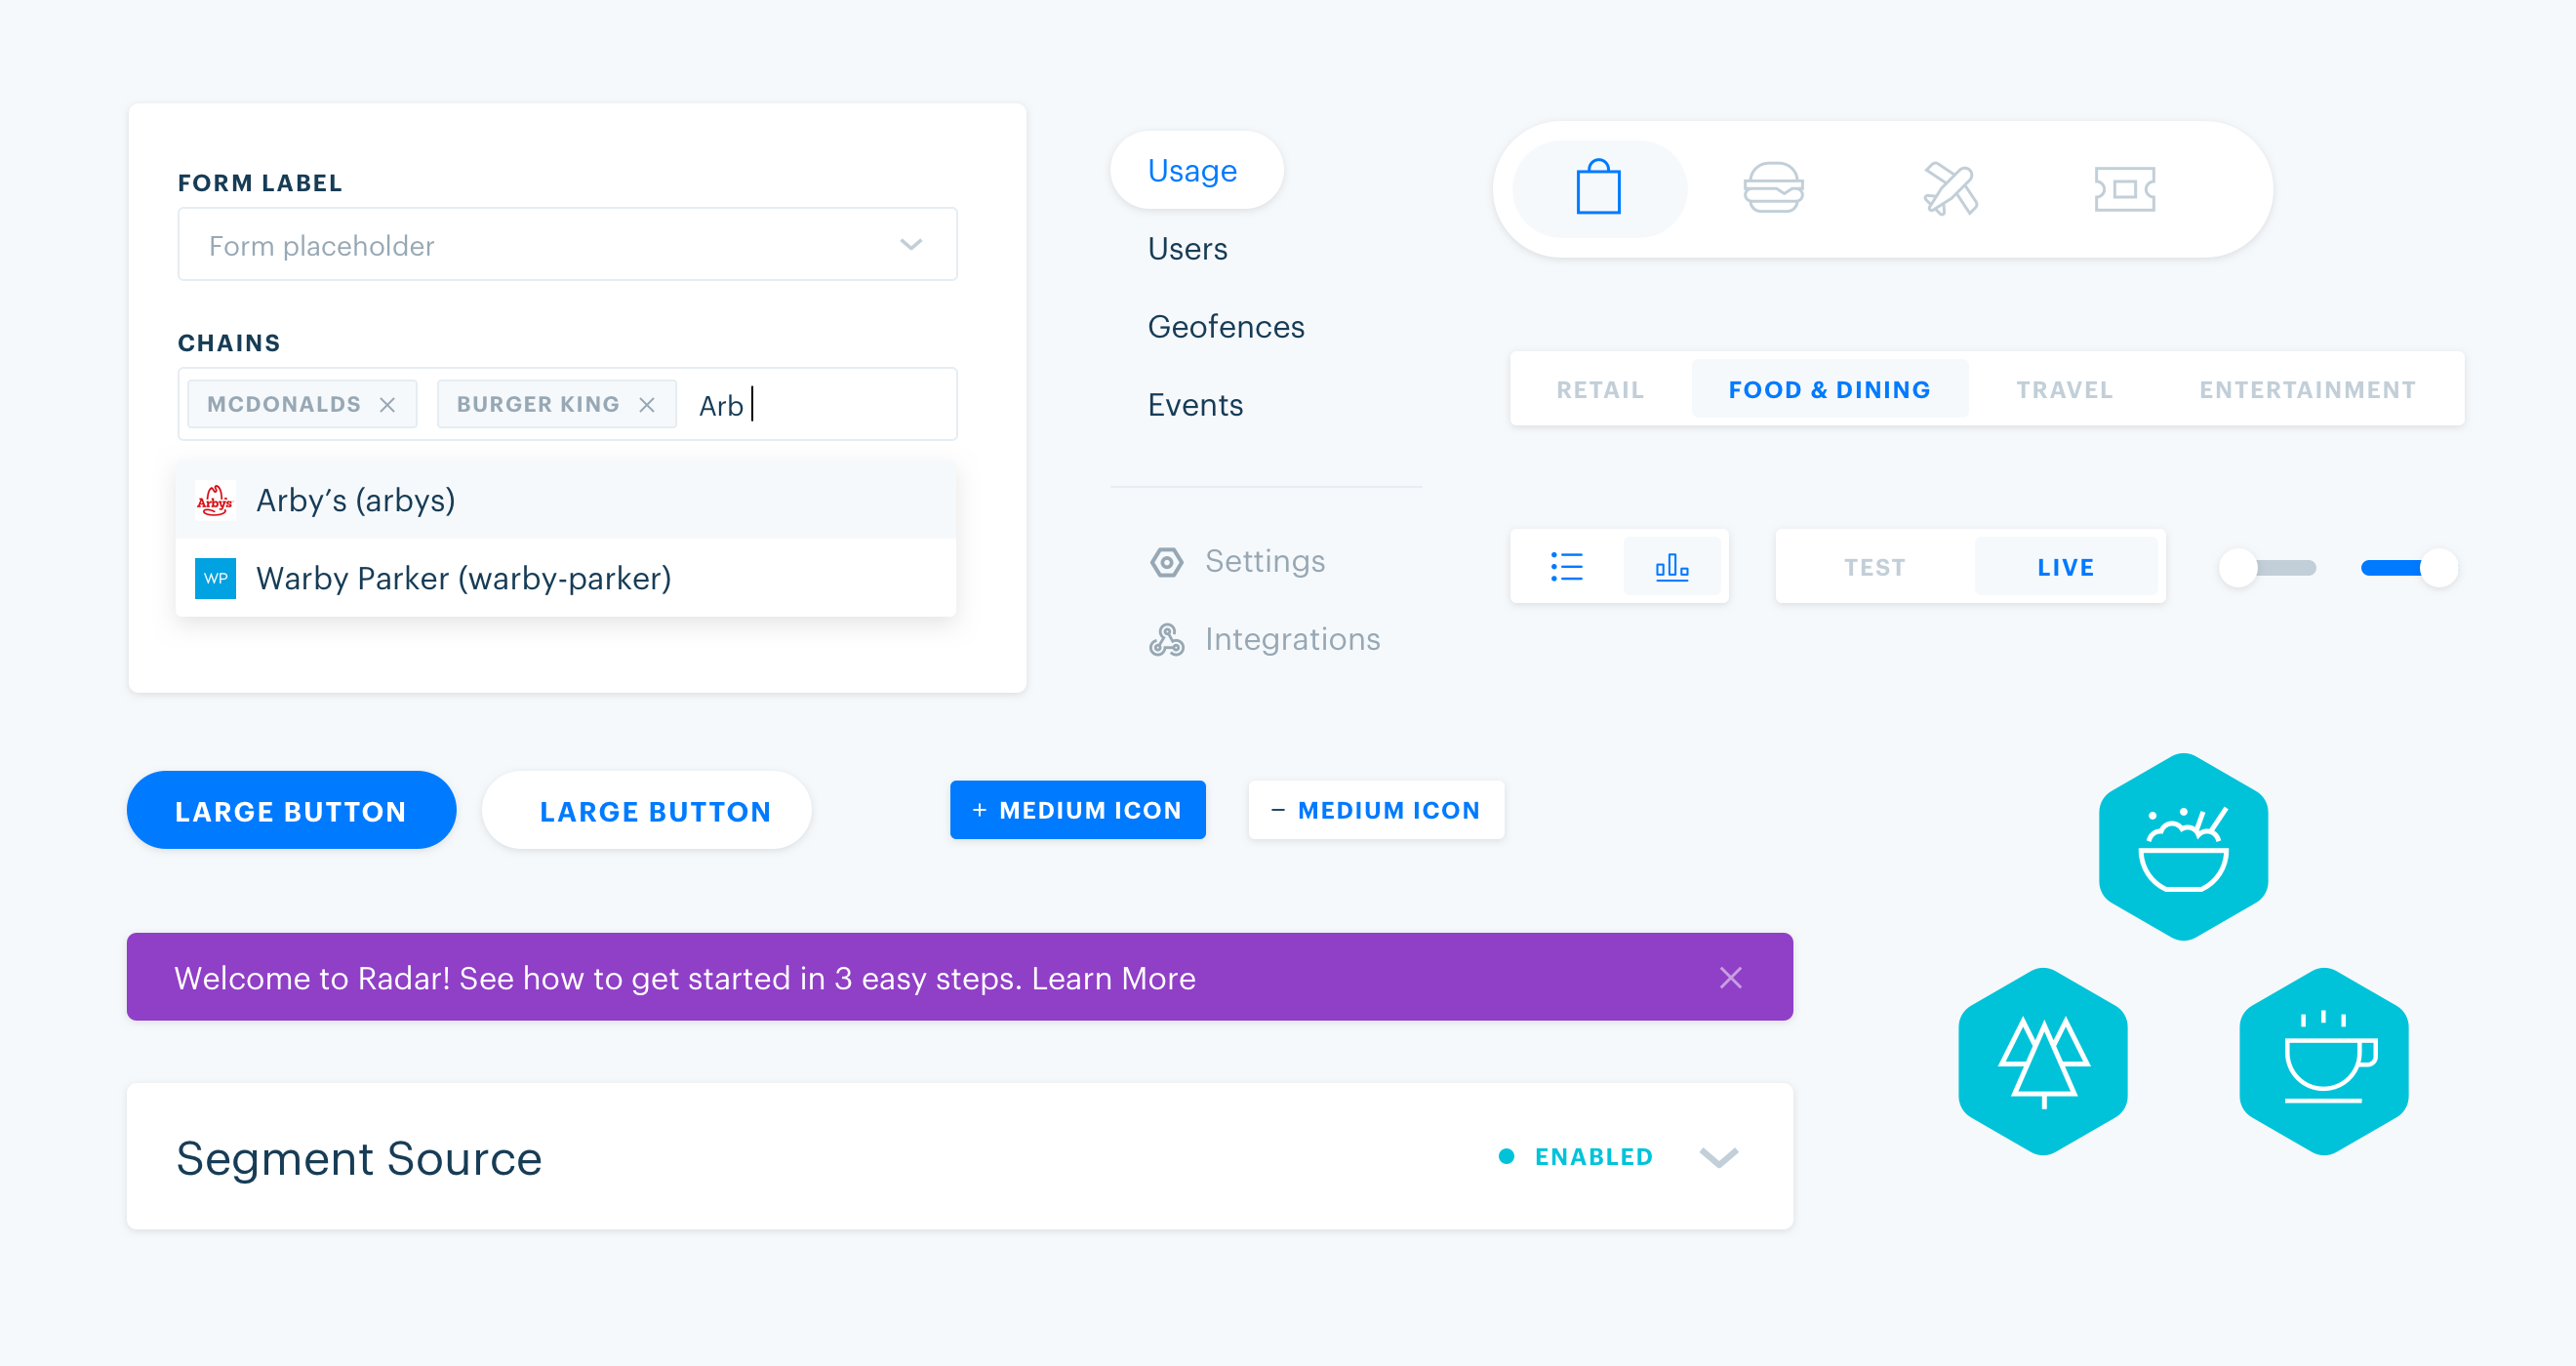 FORM LABEL
Form placeholder
CHAINS
MCDONALDS BURGER KING Arb
Arbys Arby’s (arbys)
WP Warby Parker (warby-parker)
Usage
Users
Geofences
Events
Settings
Integrations
RETAIL FOOD & DINING TRAVEL ENTERTAINMENT
TEST LIVE
LARGE BUTTON LARGE BUTTON + MEDIUM ICON − MEDIUM ICON
Welcome to Radar! See how to get started in 3 easy steps. Learn More
Segment Source ENABLED